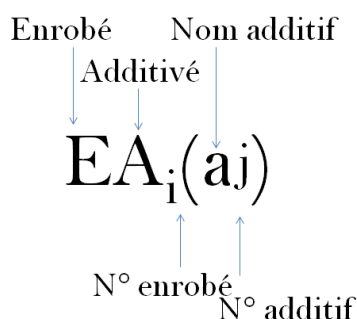 Enrobé Nom additif
Additivé
EAi(aj)
N° enrobé
N° additif